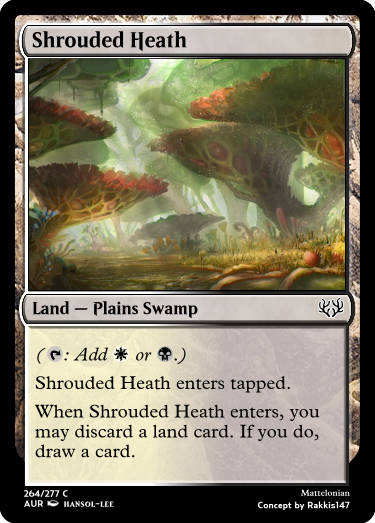 Shrouded Heath
Land — Plains Swamp
( : Add or .)
Shrouded Heath enters tapped.
When Shrouded Heath enters, you
may discard a land card. If you do,
draw a card.
264/277 C
Mattelonian
AUR HANSOL-LEE
Concept by Rakkis147